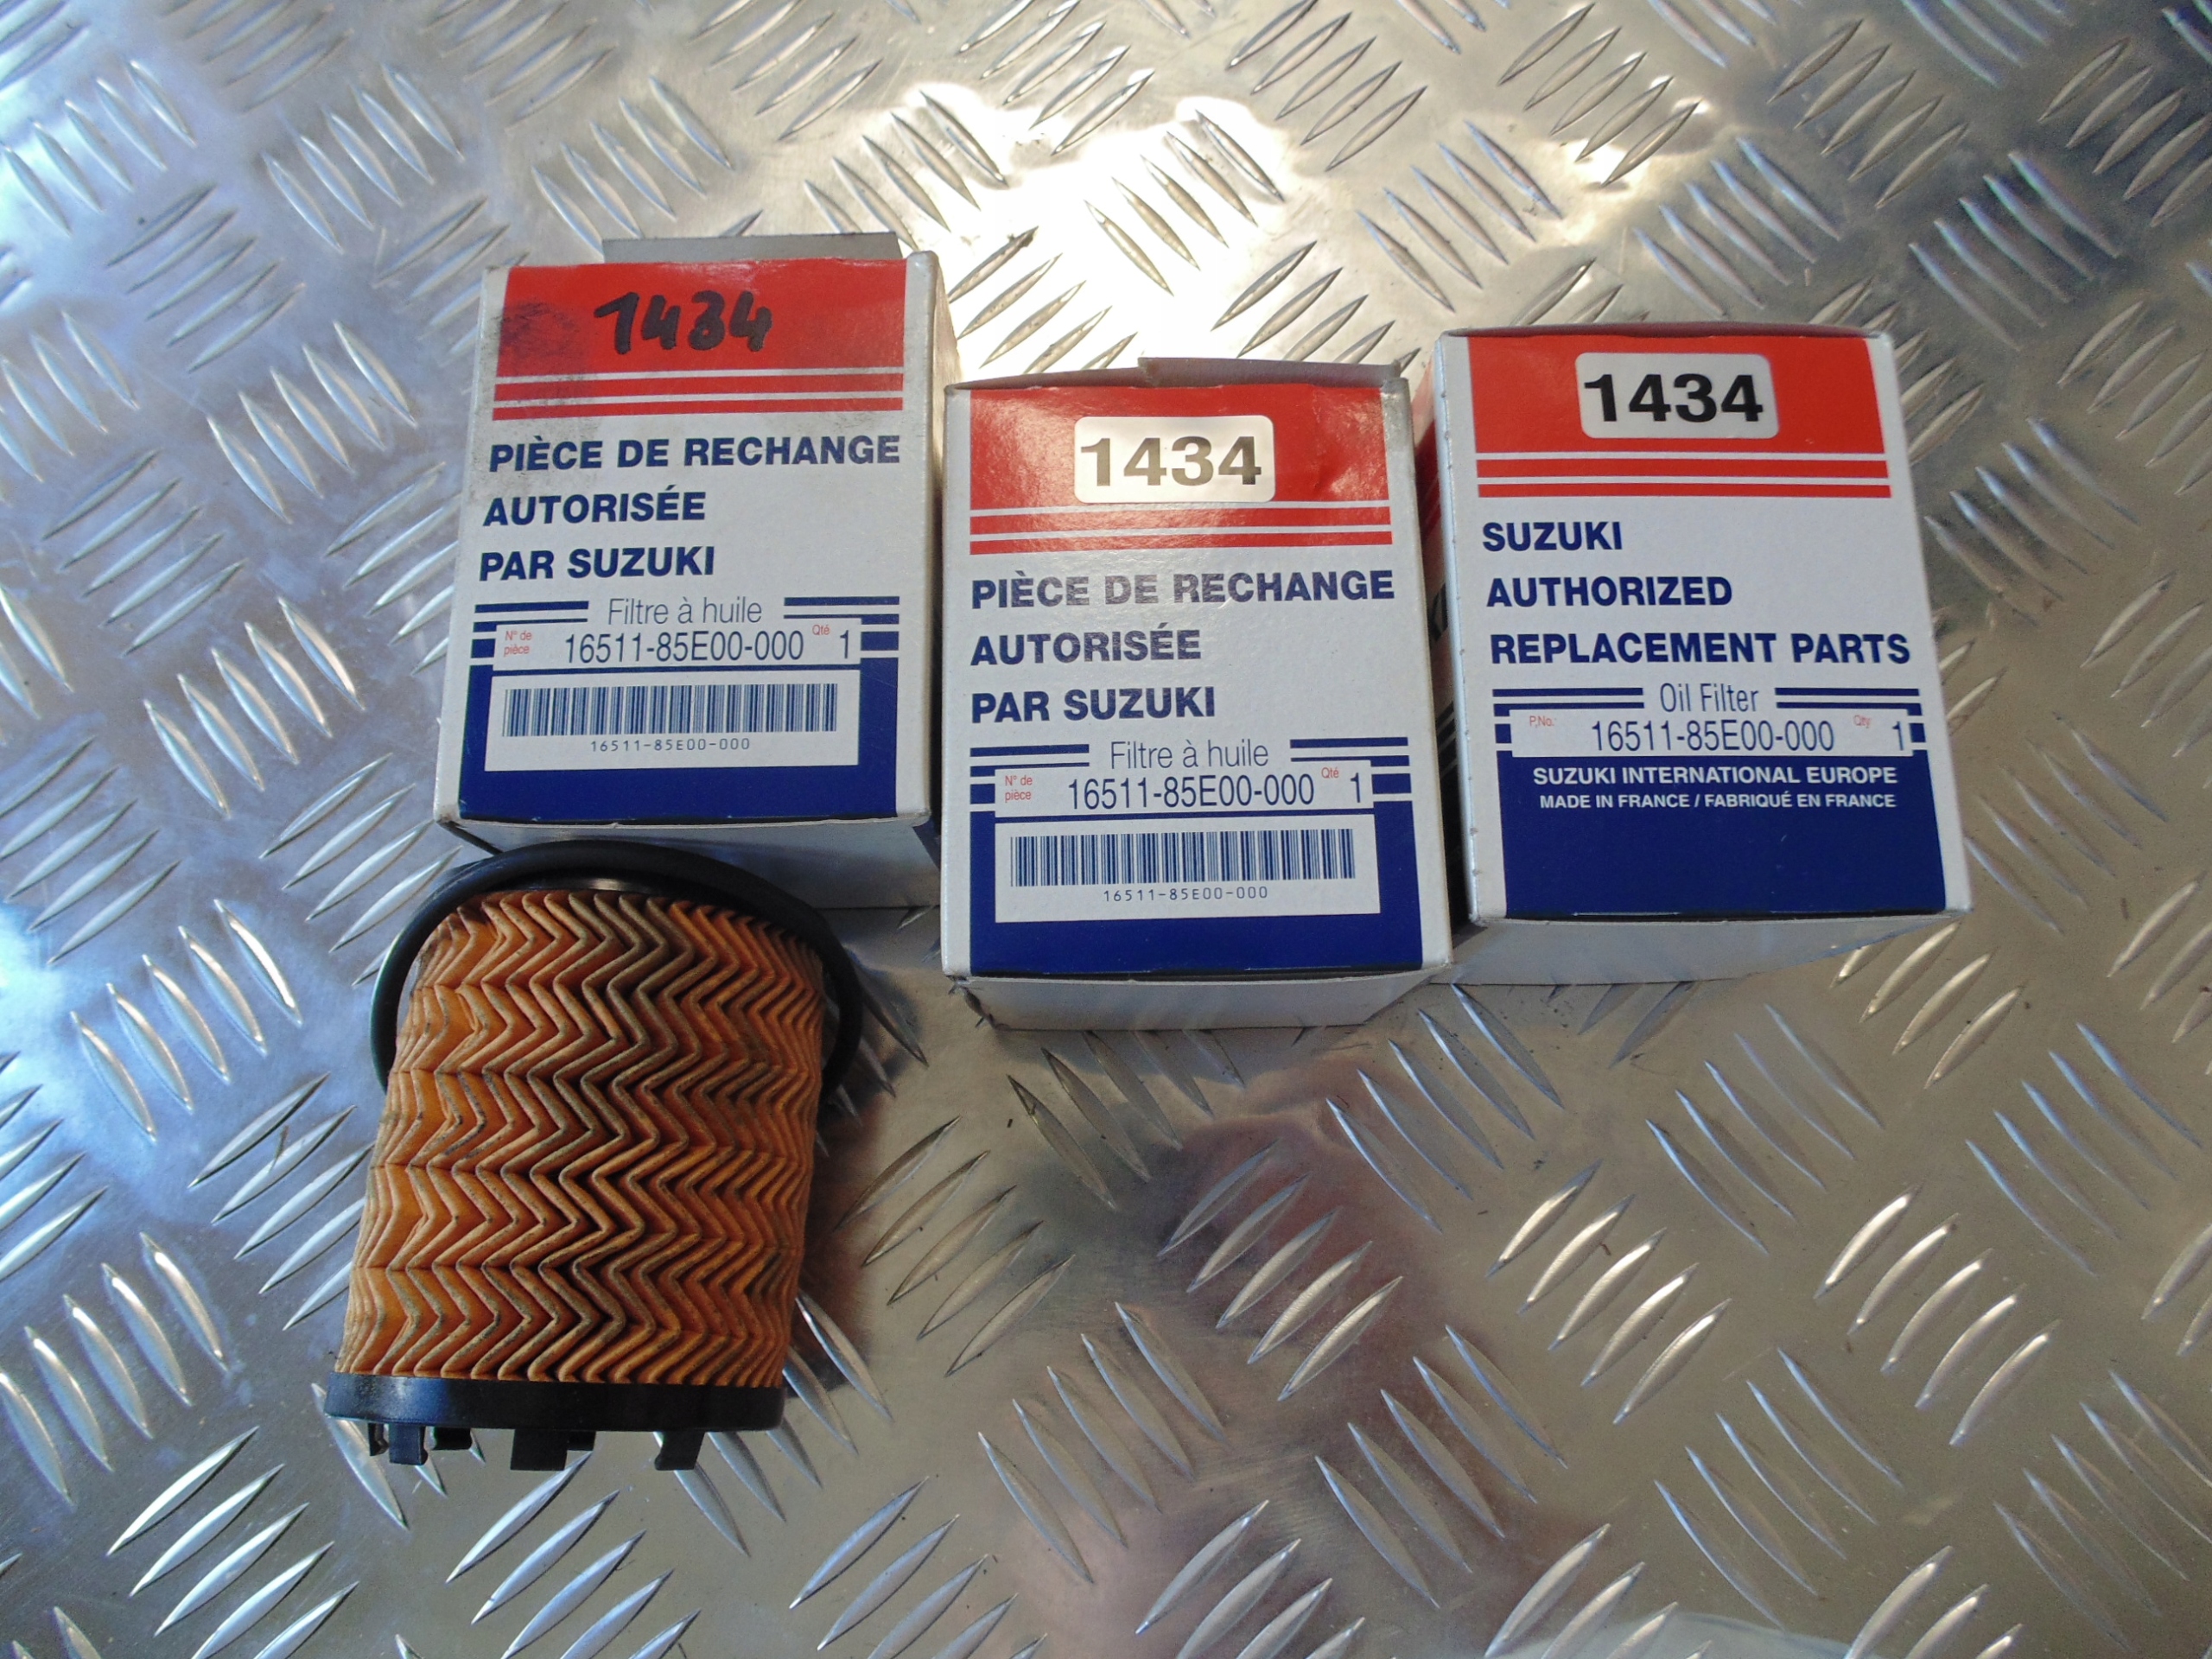 1434
PIÈCE DE RECHANGE
AUTORISÉE
PAR SUZUKI
Filtre à huile
N° de pièce 16511-85E00-000 Qté 1
16511-85E00-000
1434
PIÈCE DE RECHANGE
AUTORISÉE
PAR SUZUKI
Filtre à huile
N° de pièce 16511-85E00-000 Qté 1
16511-85E00-000
1434
SUZUKI
AUTHORIZED
REPLACEMENT PARTS
Oil Filter
P,No.: 16511-85E00-000 Qty 1
SUZUKI INTERNATIONAL EUROPE
MADE IN FRANCE / FABRIQUÉ EN FRANCE